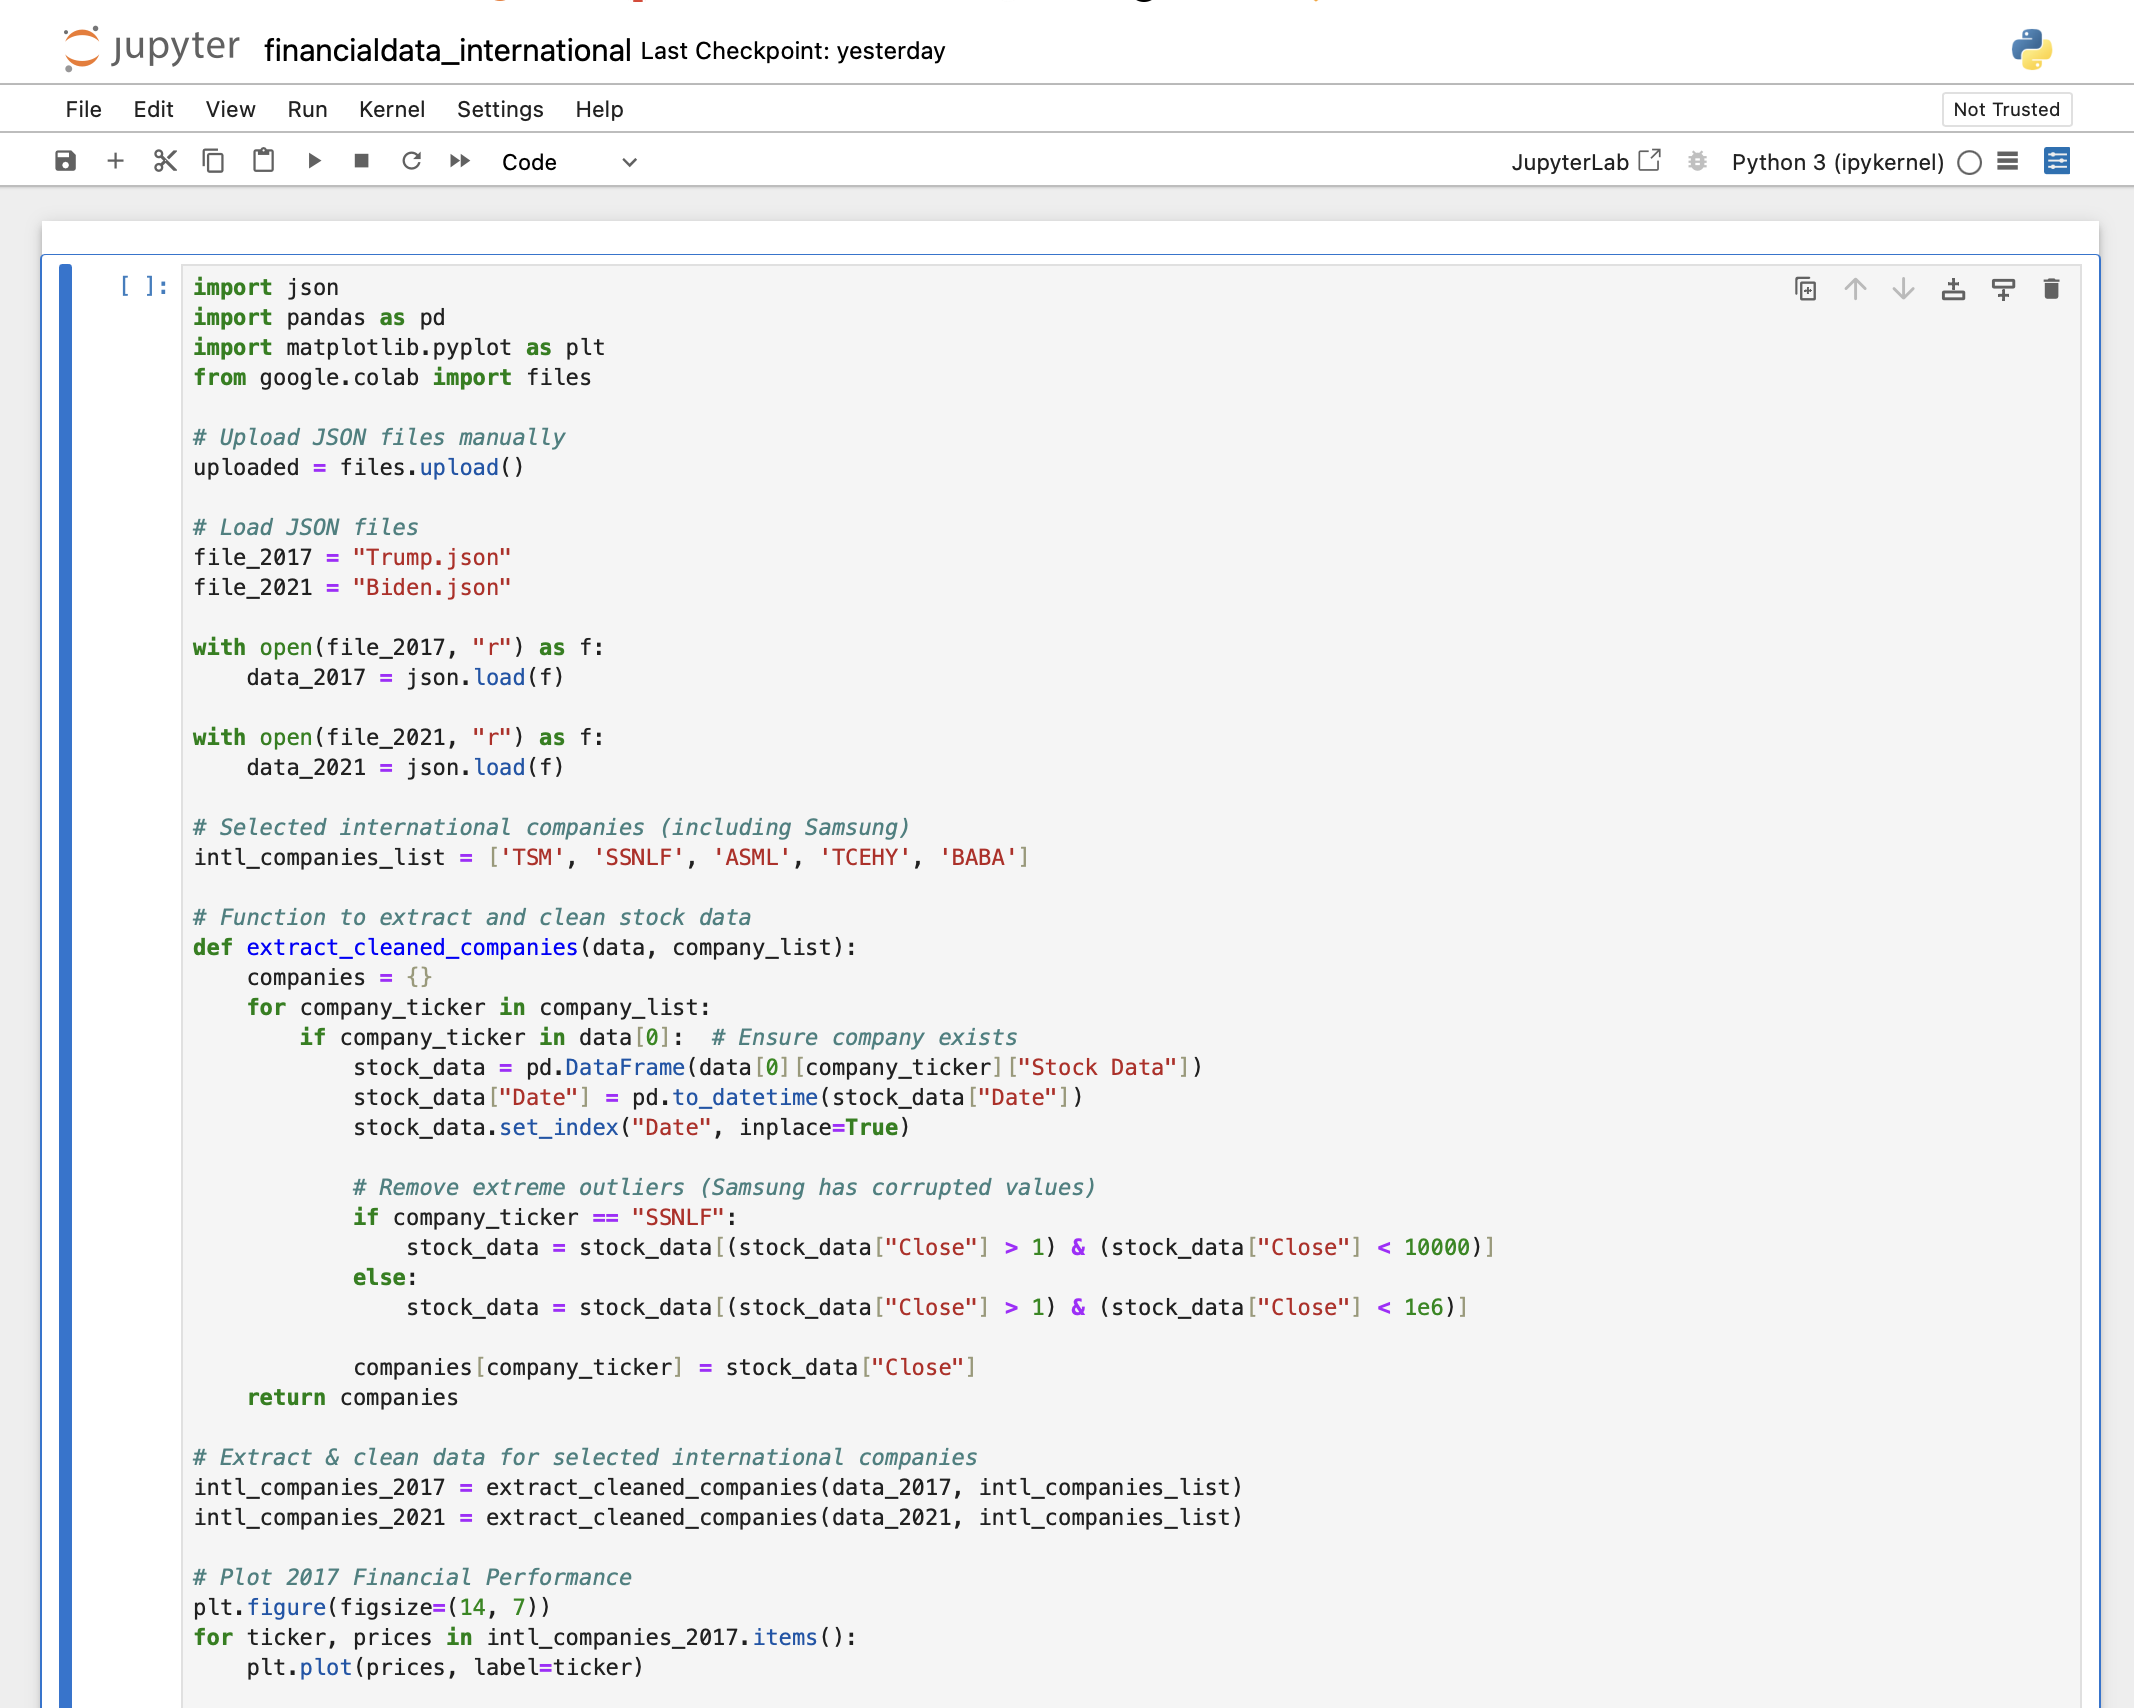 jupyter financialdata_international Last Checkpoint: yesterday
File Edit View Run Kernel Settings Help Not Trusted
Code JupyterLab Python 3 (ipykernel)
[ ]: import json
import pandas as pd
import matplotlib.pyplot as plt
from google.colab import files

# Upload JSON files manually
uploaded = files.upload()

# Load JSON files
file_2017 = "Trump.json"
file_2021 = "Biden.json"

with open(file_2017, "r") as f:
    data_2017 = json.load(f)

with open(file_2021, "r") as f:
    data_2021 = json.load(f)

# Selected international companies (including Samsung)
intl_companies_list = ['TSM', 'SSNLF', 'ASML', 'TCEHY', 'BABA']

# Function to extract and clean stock data
def extract_cleaned_companies(data, company_list):
    companies = {}
    for company_ticker in company_list:
        if company_ticker in data[0]:  # Ensure company exists
            stock_data = pd.DataFrame(data[0][company_ticker]["Stock Data"])
            stock_data["Date"] = pd.to_datetime(stock_data["Date"])
            stock_data.set_index("Date", inplace=True)

            # Remove extreme outliers (Samsung has corrupted values)
            if company_ticker == "SSNLF":
                stock_data = stock_data[(stock_data["Close"] > 1) & (stock_data["Close"] < 10000)]
            else:
                stock_data = stock_data[(stock_data["Close"] > 1) & (stock_data["Close"] < 1e6)]

            companies[company_ticker] = stock_data["Close"]
    return companies

# Extract & clean data for selected international companies
intl_companies_2017 = extract_cleaned_companies(data_2017, intl_companies_list)
intl_companies_2021 = extract_cleaned_companies(data_2021, intl_companies_list)

# Plot 2017 Financial Performance
plt.figure(figsize=(14, 7))
for ticker, prices in intl_companies_2017.items():
    plt.plot(prices, label=ticker)